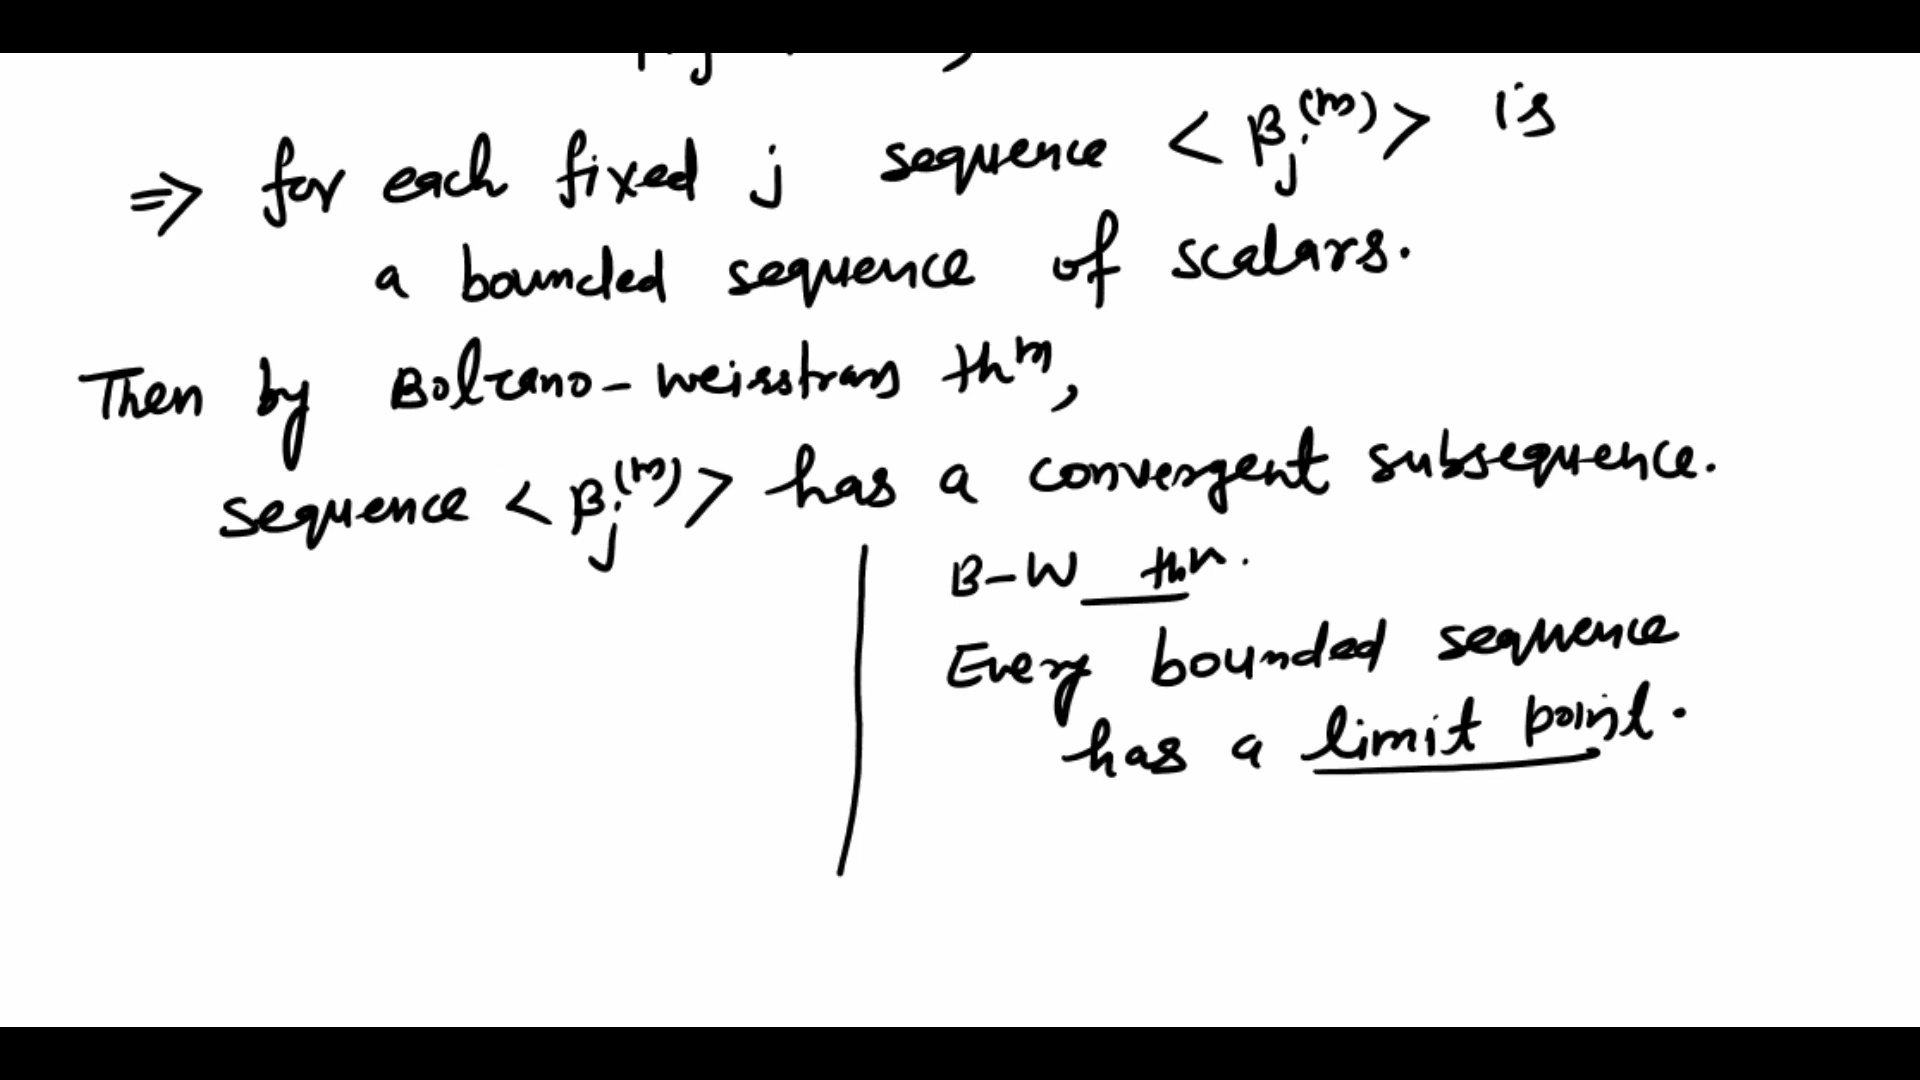 ⇒ for each fixed j sequence < β_j^(m) > is
a bounded sequence of scalars.
Then by Bolzano-weisstrass th^m,
sequence < β_j^(m) > has a convergent subsequence.
B-W th^m.
Every bounded sequence
has a limit point.